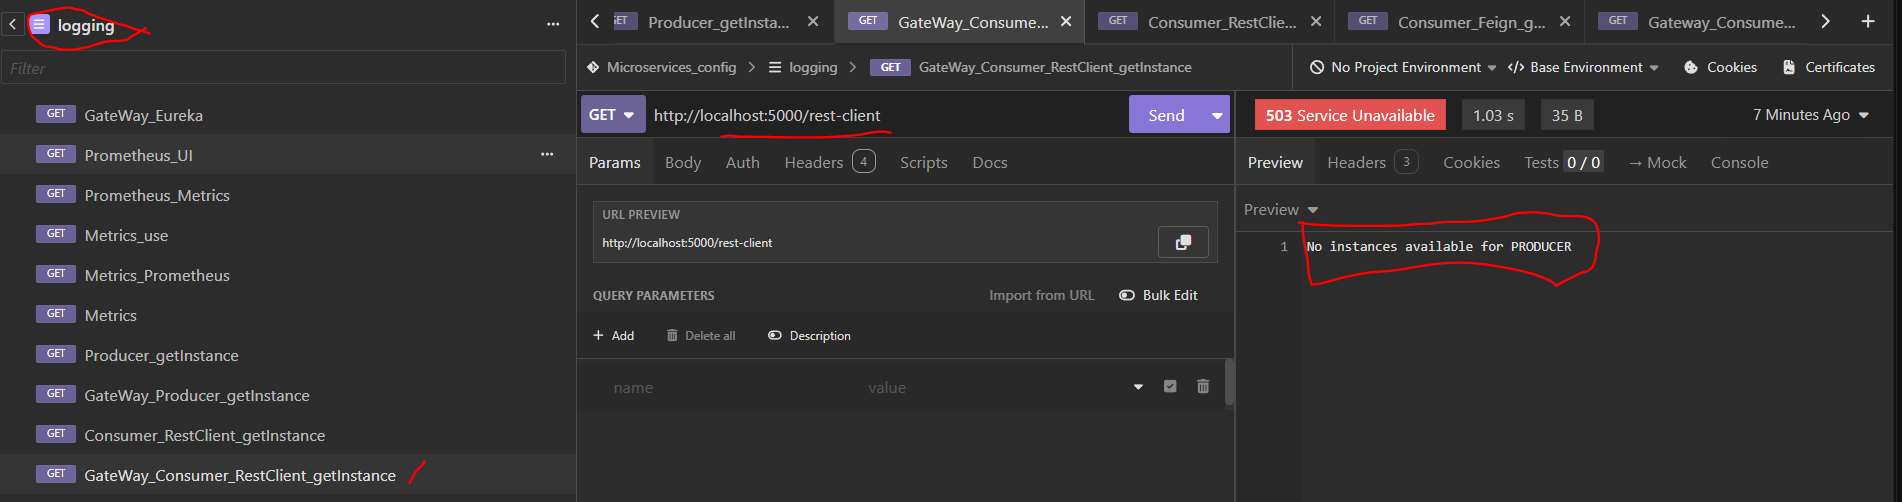 logging
Filter
GET GateWay_Eureka
GET Prometheus_UI
GET Prometheus_Metrics
GET Metrics_use
GET Metrics_Prometheus
GET Metrics
GET Producer_getInstance
GET GateWay_Producer_getInstance
GET Consumer_RestClient_getInstance
GET GateWay_Consumer_RestClient_getInstance
GET Producer_getInsta... GET GateWay_Consume... GET Consumer_RestClie... GET Consumer_Feign_g... GET Gateway_Consume...
Microservices_config > logging > GET GateWay_Consumer_RestClient_getInstance
No Project Environment Base Environment Cookies Certificates
GET http://localhost:5000/rest-client Send
Params Body Auth Headers 4 Scripts Docs
URL PREVIEW
http://localhost:5000/rest-client
QUERY PARAMETERS Import from URL Bulk Edit
+ Add Delete all Description
name value
503 Service Unavailable 1.03 s 35 B 7 Minutes Ago
Preview Headers 3 Cookies Tests 0 / 0 → Mock Console
Preview
1 No instances available for PRODUCER